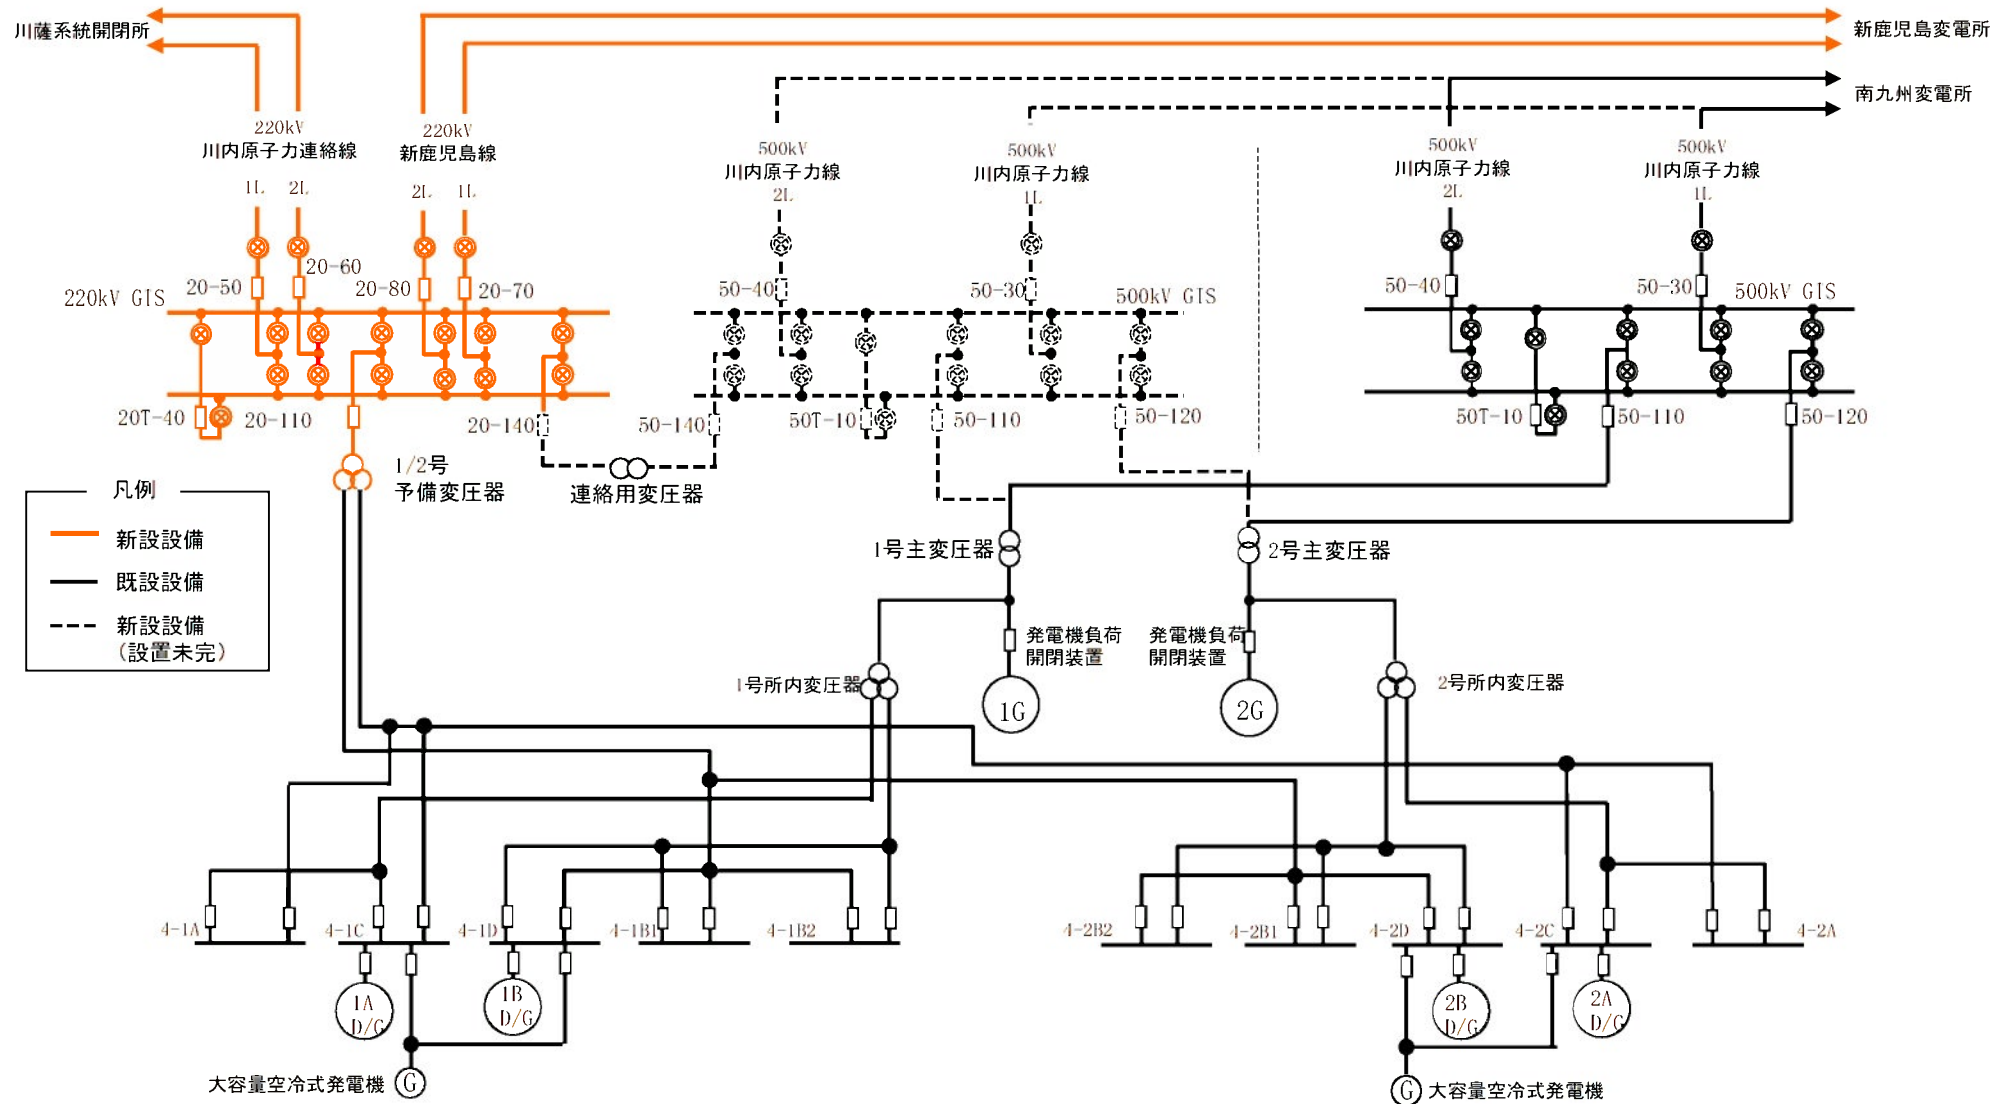 川薩系統開閉所
新鹿児島変電所
南九州変電所
220kV
川内原子力連絡線
1L 2L
220kV
新鹿児島線
2L 1L
500kV
川内原子力線
2L
500kV
川内原子力線
1L
500kV
川内原子力線
2L
500kV
川内原子力線
1L
220kV GIS
20-50
20-60
20-80
20-70
50-40
50-30
500kV GIS
50-40
50-30
500kV GIS
20T-40
20-110
20-140
50-140
50T-10
50-110
50-120
50T-10
50-110
50-120
1/2号
予備変圧器
連絡用変圧器
凡例
新設設備
既設設備
新設設備
(設置未完)
1号主変圧器
2号主変圧器
発電機負荷
開閉装置
発電機負荷
開閉装置
1号所内変圧器
1G
2G
2号所内変圧器
4-1A
4-1C
4-1D
4-1B1
4-1B2
4-2B2
4-2B1
4-2D
4-2C
4-2A
1A
D/G
1B
D/G
2B
D/G
2A
D/G
大容量空冷式発電機 G
G 大容量空冷式発電機